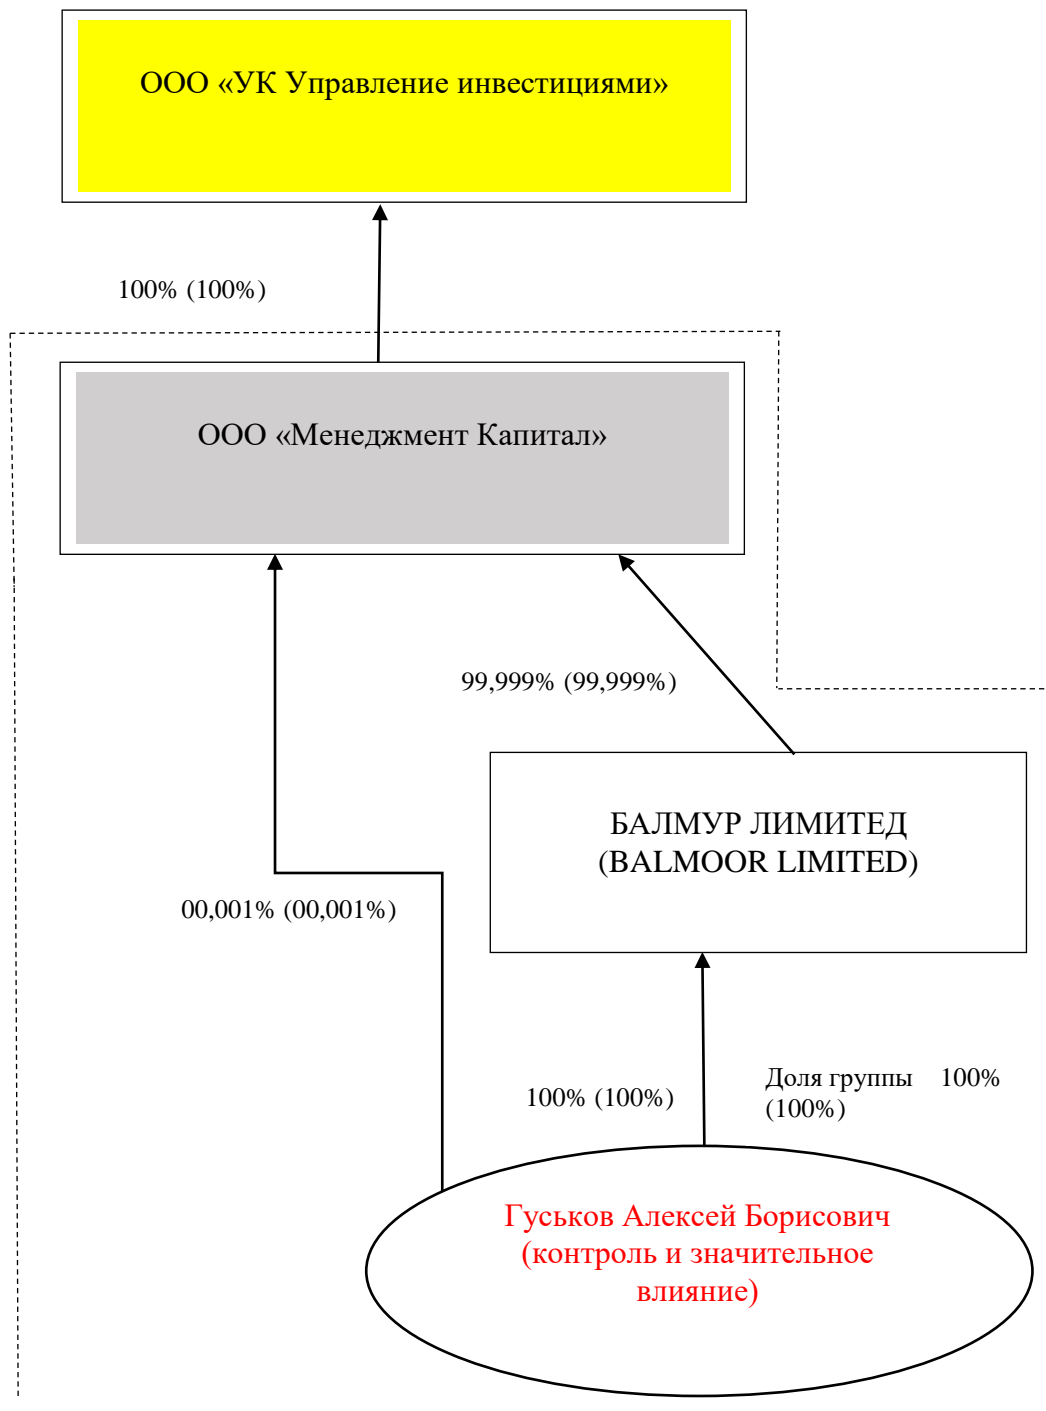 ООО «УК Управление инвестициями»
100% (100%)
ООО «Менеджмент Капитал»
99,999% (99,999%)
БАЛМУР ЛИМИТЕД
(BALMOOR LIMITED)
00,001% (00,001%)
Доля группы 100%
(100%)
100% (100%)
Гуськов Алексей Борисович
(контроль и значительное
влияние)